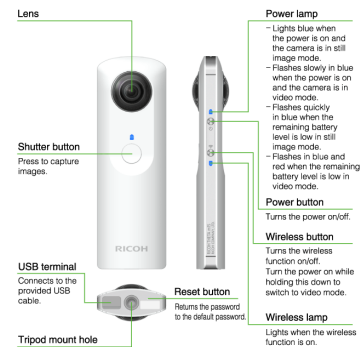 Lens
Shutter button
Press to capture
images.
RICOH
USB terminal
Connects to the
provided USB
cable.
Tripod mount hole
Reset button
Returns the password
to the default password.
Power lamp
– Lights blue when
the power is on and
the camera is in still
image mode.
– Flashes slowly in blue
when the power is on
and the camera is in
video mode.
– Flashes quickly
in blue when the
remaining battery
level is low in still
image mode.
– Flashes in blue and
red when the remaining
battery level is low in
video mode.
Power button
Turns the power on/off.
Wireless button
Turns the wireless
function on/off.
Turn the power on while
holding this down to
switch to video mode.
Wireless lamp
Lights when the wireless
function is on.